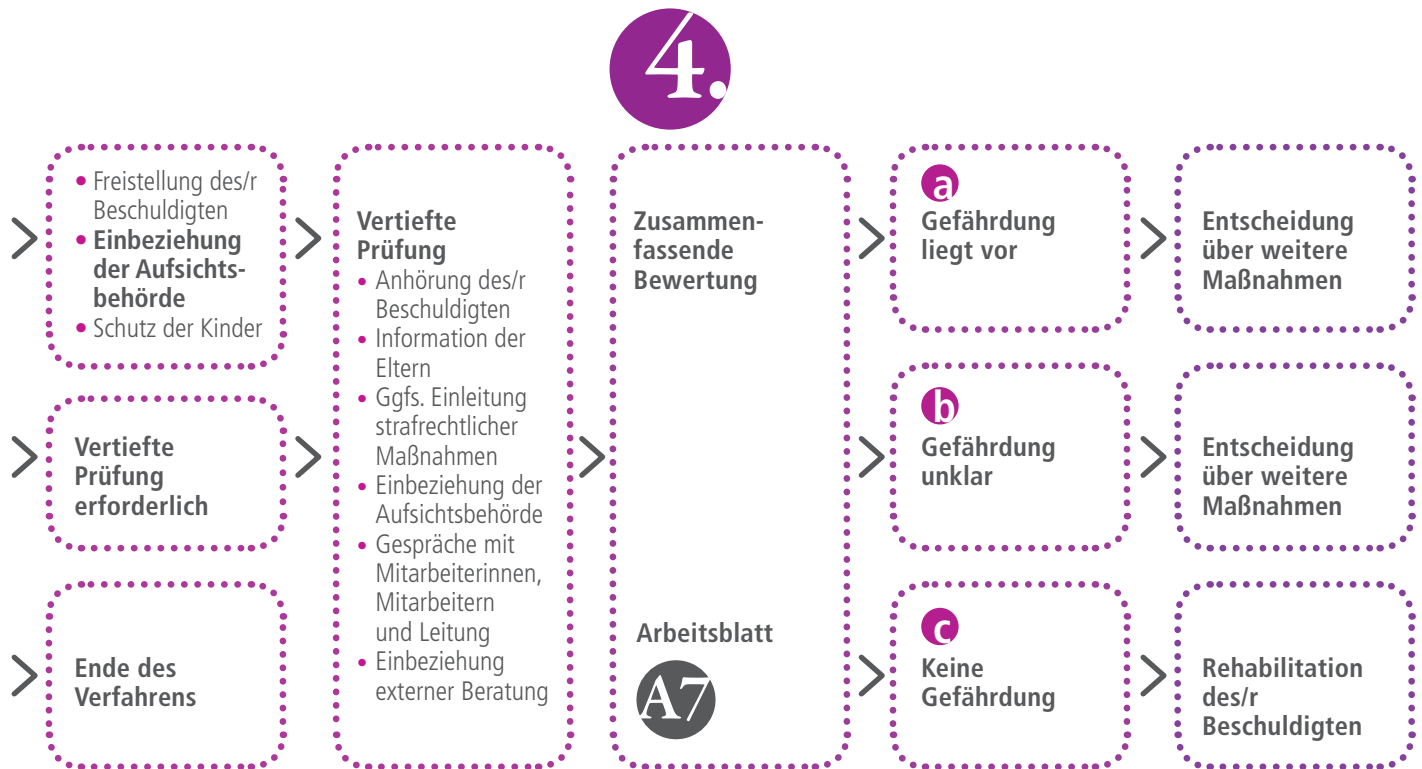 4.
• Freistellung des/r
Beschuldigten
• Einbeziehung
der Aufsichts-
behörde
• Schutz der Kinder
Vertiefte
Prüfung
erforderlich
Ende des
Verfahrens
Vertiefte
Prüfung
• Anhörung des/r
Beschuldigten
• Information der
Eltern
• Ggfs. Einleitung
strafrechtlicher
Maßnahmen
• Einbeziehung der
Aufsichtsbehörde
• Gespräche mit
Mitarbeiterinnen,
Mitarbeitern
und Leitung
• Einbeziehung
externer Beratung
Zusammen-
fassende
Bewertung
Arbeitsblatt
A7
a
Gefährdung
liegt vor
Entscheidung
über weitere
Maßnahmen
b
Gefährdung
unklar
Entscheidung
über weitere
Maßnahmen
c
Keine
Gefährdung
Rehabilitation
des/r
Beschuldigten